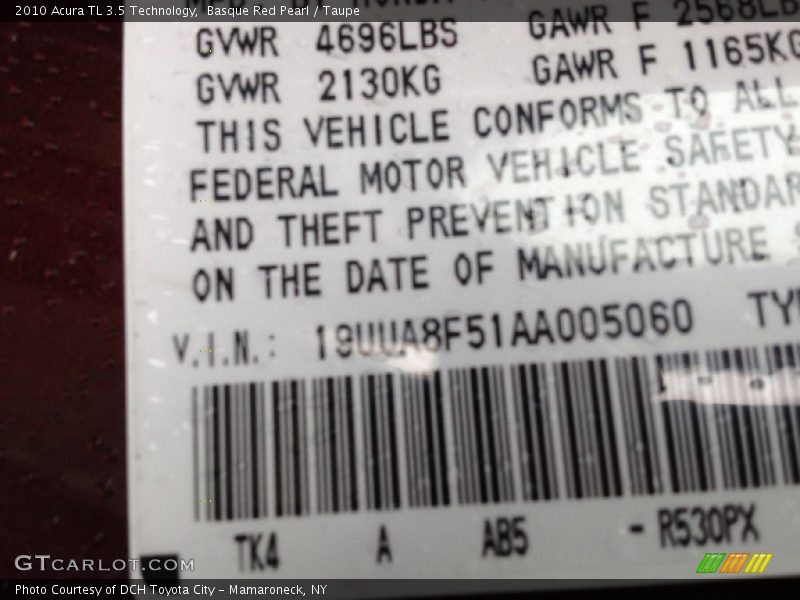 2010 Acura TL 3.5 Technology, Basque Red Pearl / Taupe
GVWR 4696LBS GAWR F 2568LB
GVWR 2130KG GAWR F 1165KG
THIS VEHICLE CONFORMS TO ALL
FEDERAL MOTOR VEHICLE SAFETY
AND THEFT PREVENTION STANDAR
ON THE DATE OF MANUFACTURE
V.I.N.: 19UUA8F51AA005060 TYP
TK4 A AB5 - R530PX
GTCARLOT.COM
Photo Courtesy of DCH Toyota City – Mamaroneck, NY